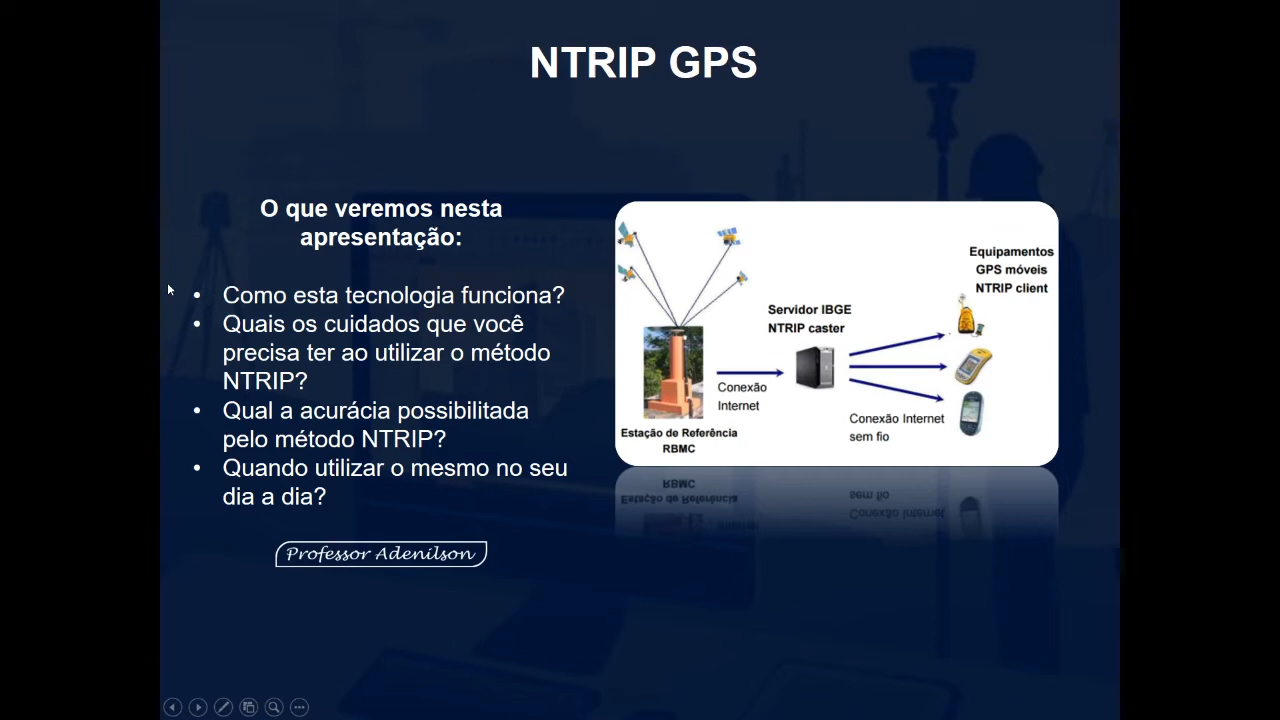 NTRIP GPS
O que veremos nesta
apresentação:
• Como esta tecnologia funciona?
• Quais os cuidados que você
precisa ter ao utilizar o método
NTRIP?
• Qual a acurácia possibilitada
pelo método NTRIP?
• Quando utilizar o mesmo no seu
dia a dia?
Professor Adenilson
Equipamentos
GPS móveis
NTRIP client
Servidor IBGE
NTRIP caster
Conexão
Internet
Conexão Internet
sem fio
Estação de Referência
RBMC